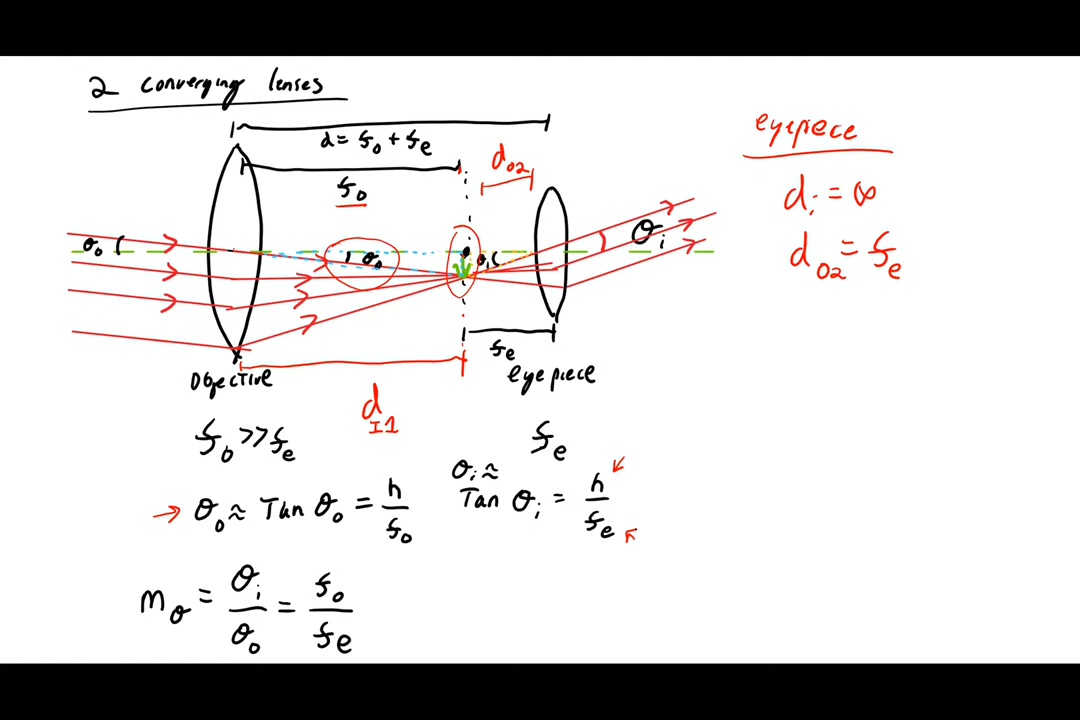 2 converging lenses
d = fo + fe
do2
fo
eyepiece
di = ∞
do2 = fe
θo
θo
θi
θi
fe
Objective
eyepiece
dI1
fo >> fe
fe
θi ≈
→ θo ≈ Tan θo = h/fo
Tan θi = h/fe
mθ = θi/θo = fo/fe